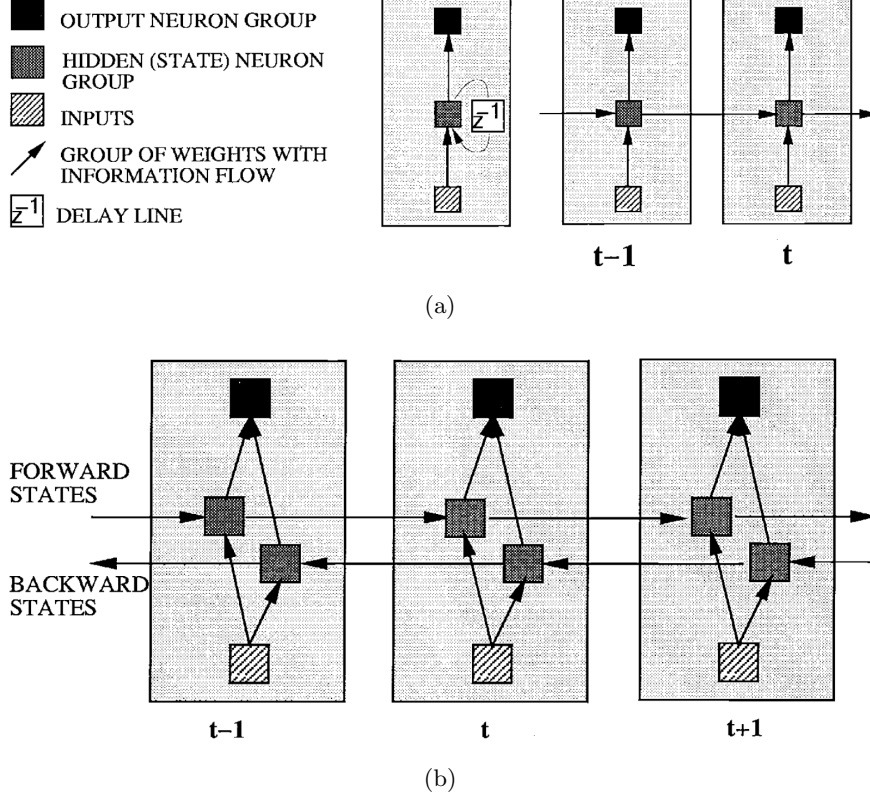 OUTPUT NEURON GROUP
HIDDEN (STATE) NEURON
GROUP
INPUTS
GROUP OF WEIGHTS WITH
INFORMATION FLOW
z⁻¹ DELAY LINE
z⁻¹
t−1 t
(a)
FORWARD
STATES
BACKWARD
STATES
t-1 t t+1
(b)